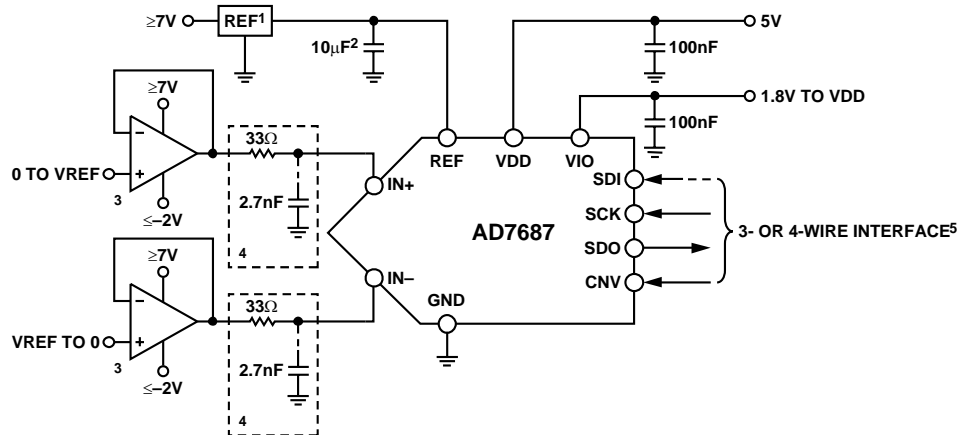 ≥7V
REF1
10μF2
5V
100nF
1.8V TO VDD
100nF
≥7V
0 TO VREF
3
≤–2V
33Ω
2.7nF
4
REF
VDD
VIO
IN+
IN–
AD7687
GND
SDI
SCK
SDO
CNV
3- OR 4-WIRE INTERFACE5
≥7V
VREF TO 0
3
≤–2V
33Ω
2.7nF
4
–
+
–
+